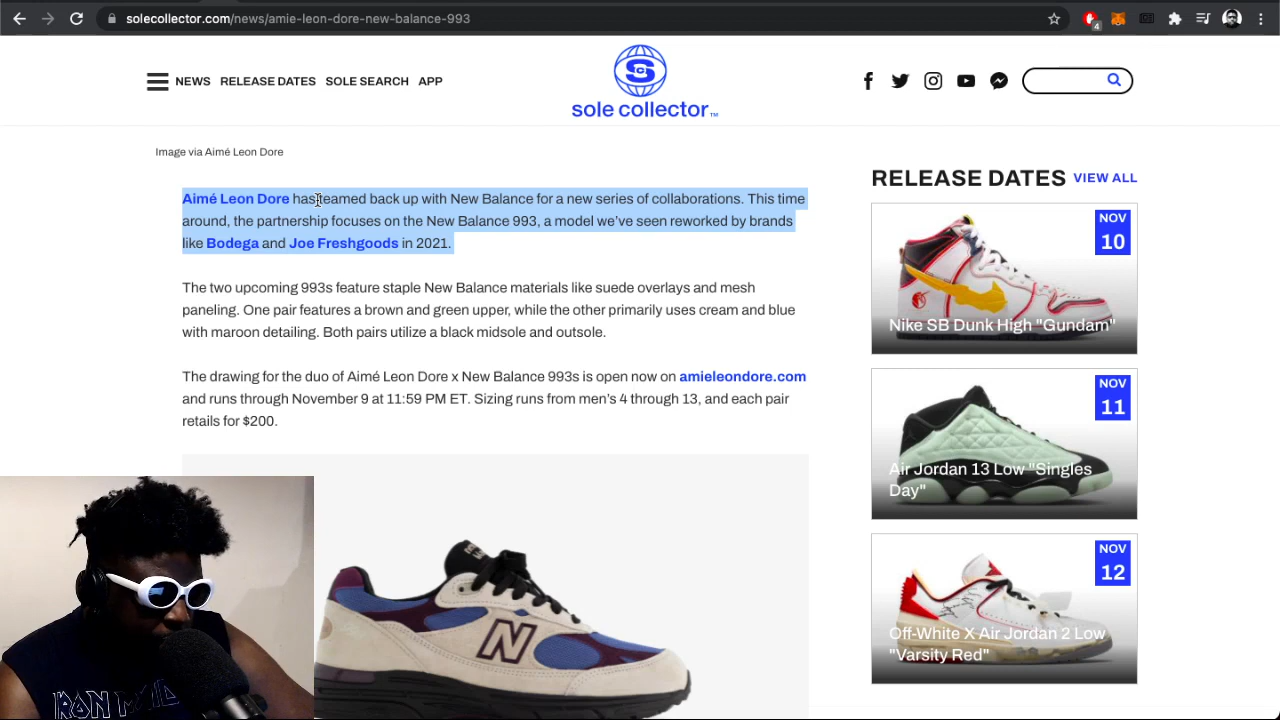 solecollector.com/news/amie-leon-dore-new-balance-993
4
NEWS RELEASE DATES SOLE SEARCH APP
S
sole collector™
Image via Aimé Leon Dore
Aimé Leon Dore has teamed back up with New Balance for a new series of collaborations. This time
around, the partnership focuses on the New Balance 993, a model we've seen reworked by brands
like Bodega and Joe Freshgoods in 2021.
The two upcoming 993s feature staple New Balance materials like suede overlays and mesh
paneling. One pair features a brown and green upper, while the other primarily uses cream and blue
with maroon detailing. Both pairs utilize a black midsole and outsole.
The drawing for the duo of Aimé Leon Dore x New Balance 993s is open now on amieleondore.com
and runs through November 9 at 11:59 PM ET. Sizing runs from men's 4 through 13, and each pair
retails for $200.
N
IRON MAID
RELEASE DATES VIEW ALL
NOV
10
Nike SB Dunk High "Gundam"
NOV
11
Air Jordan 13 Low "Singles
Day"
NOV
12
Off-White X Air Jordan 2 Low
"Varsity Red"